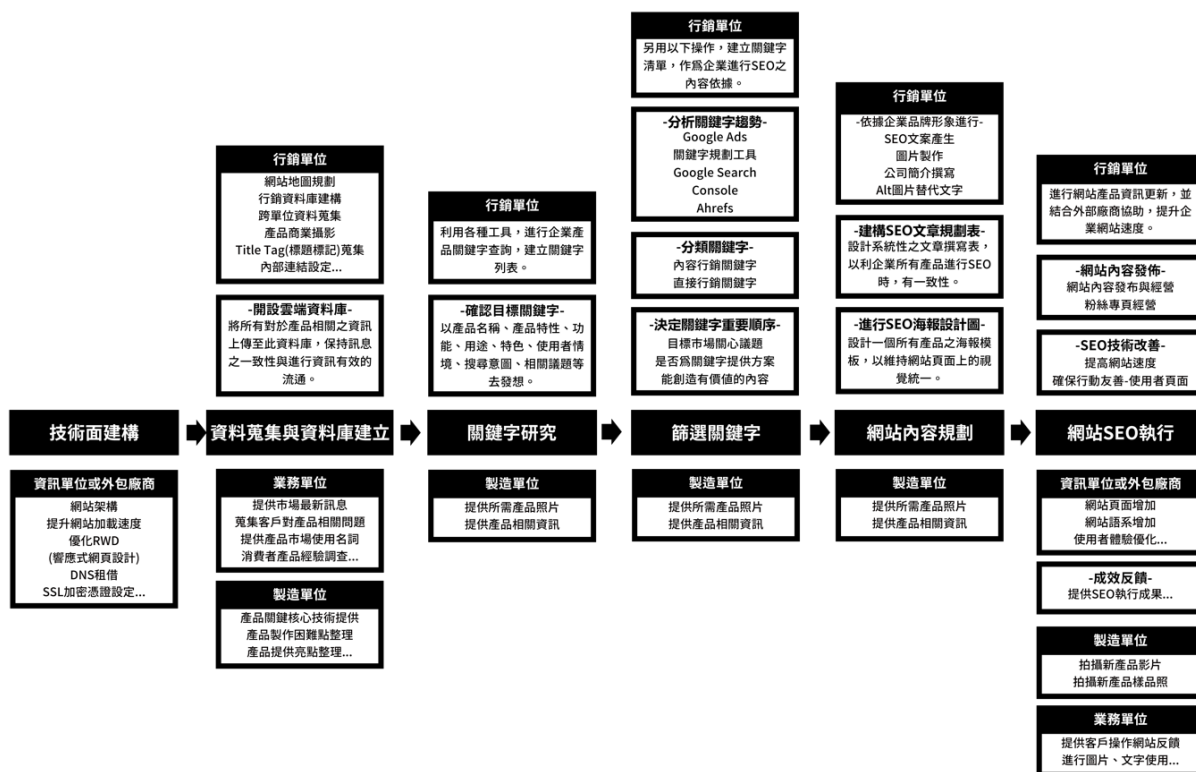 行銷單位
另用以下操作，建立關鍵字
清單，作爲企業進行SEO之
內容依據。
-分析關鍵字趨勢-
Google Ads
關鍵字規劃工具
Google Search
Console
Ahrefs
-分類關鍵字-
內容行銷關鍵字
直接行銷關鍵字
-決定關鍵字重要順序-
目標市場關心議題
是否爲關鍵字提供方案
能創造有價值的內容
行銷單位
-依據企業品牌形象進行-
SEO文案產生
圖片製作
公司簡介撰寫
Alt圖片替代文字
-建構SEO文章規劃表-
設計系統性之文章撰寫表，
以利企業所有產品進行SEO
時，有一致性。
-進行SEO海報設計圖-
設計一個所有產品之海報模
板，以維持網站頁面上的視
覺統一。
行銷單位
網站地圖規劃
行銷資料庫建構
跨單位資料蒐集
產品商業攝影
Title Tag(標題標記)蒐集
內部連結設定...
-開設雲端資料庫-
將所有對於產品相關之資訊
上傳至此資料庫，保持訊息
之一致性與進行資訊有效的
流通。
行銷單位
利用各種工具，進行企業產
品關鍵字查詢，建立關鍵字
列表。
-確認目標關鍵字-
以產品名稱、產品特性、功
能、用途、特色、使用者情
境、搜尋意圖、相關議題等
去發想。
行銷單位
進行網站產品資訊更新，並
結合外部廠商協助，提升企
業網站速度。
-網站內容發佈-
網站內容發布與經營
粉絲專頁經營
-SEO技術改善-
提高網站速度
確保行動友善-使用者頁面
技術面建構
資料蒐集與資料庫建立
關鍵字研究
篩選關鍵字
網站內容規劃
網站SEO執行
資訊單位或外包廠商
網站架構
提升網站加載速度
優化RWD
(響應式網頁設計)
DNS租借
SSL加密憑證設定...
業務單位
提供市場最新訊息
蒐集客戶對產品相關問題
提供產品市場使用名詞
消費者產品經驗調查...
製造單位
產品關鍵核心技術提供
產品製作困難點整理
產品提供亮點整理...
製造單位
提供所需產品照片
提供產品相關資訊
製造單位
提供所需產品照片
提供產品相關資訊
製造單位
提供所需產品照片
提供產品相關資訊
資訊單位或外包廠商
網站頁面增加
網站語系增加
使用者體驗優化...
-成效反饋-
提供SEO執行成果...
製造單位
拍攝新產品影片
拍攝新產品樣品照
業務單位
提供客戶操作網站反饋
進行圖片、文字使用...